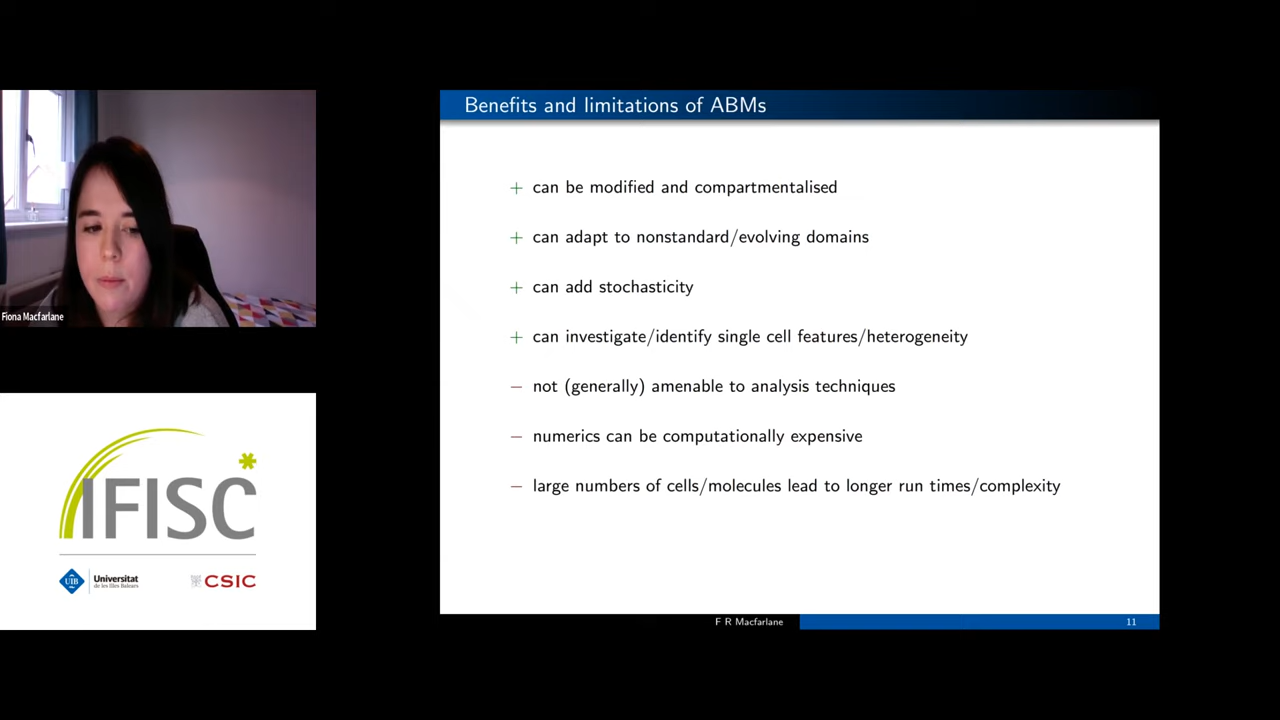 Fiona Macfarlane
IFISC
UIB
Universitat
de les Illes Balears
CSIC
Benefits and limitations of ABMs
+ can be modified and compartmentalised
+ can adapt to nonstandard/evolving domains
+ can add stochasticity
+ can investigate/identify single cell features/heterogeneity
− not (generally) amenable to analysis techniques
− numerics can be computationally expensive
− large numbers of cells/molecules lead to longer run times/complexity
F R Macfarlane
11